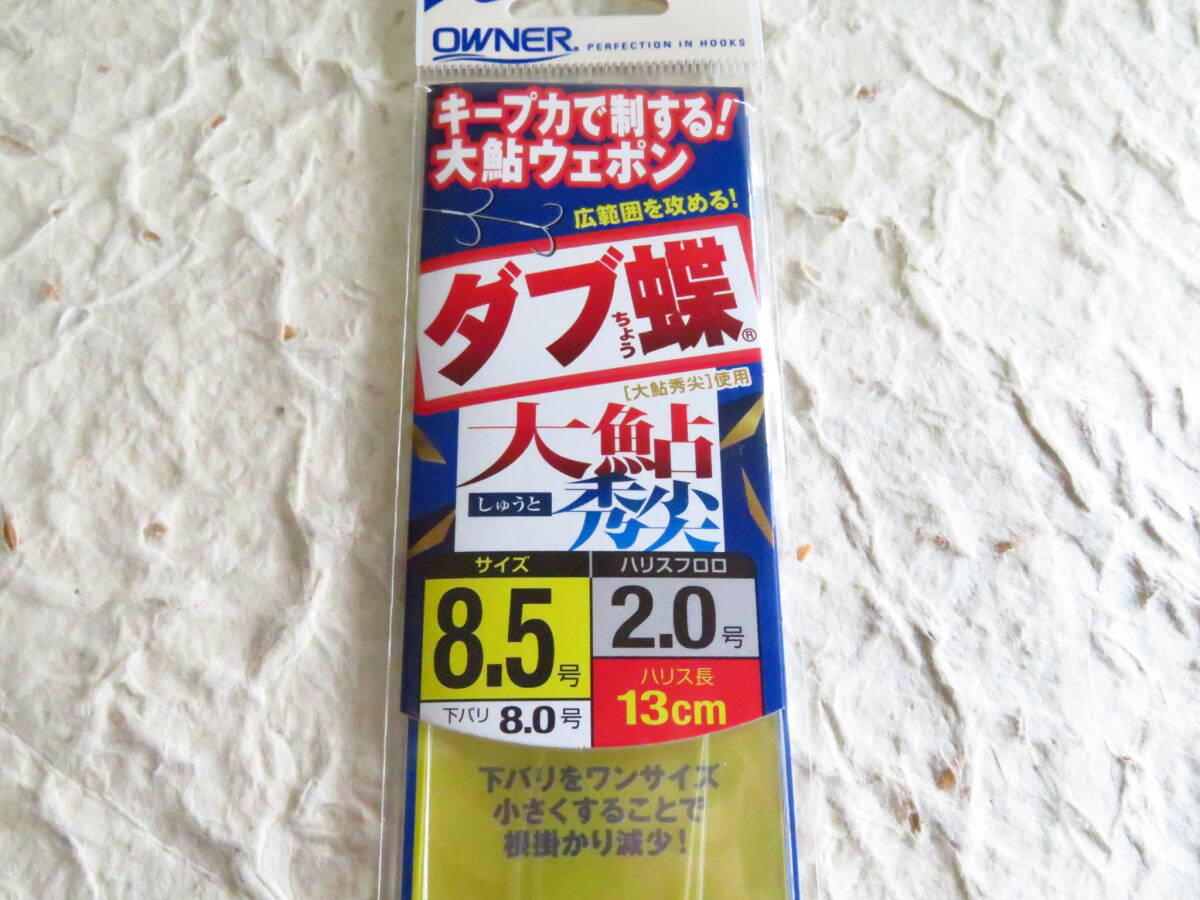 OWNER® PERFECTION IN HOOKS
キープ力で制する!
大鮎ウェポン
広範囲を攻める!
ダブ蝶®
ちょう
[大鮎秀尖]使用
大鮎
しゅうと 秀尖
サイズ
8.5号
下バリ 8.0号
ハリスフロロ
2.0号
ハリス長
13cm
下バリをワンサイズ
小さくすることで
根掛かり減少!